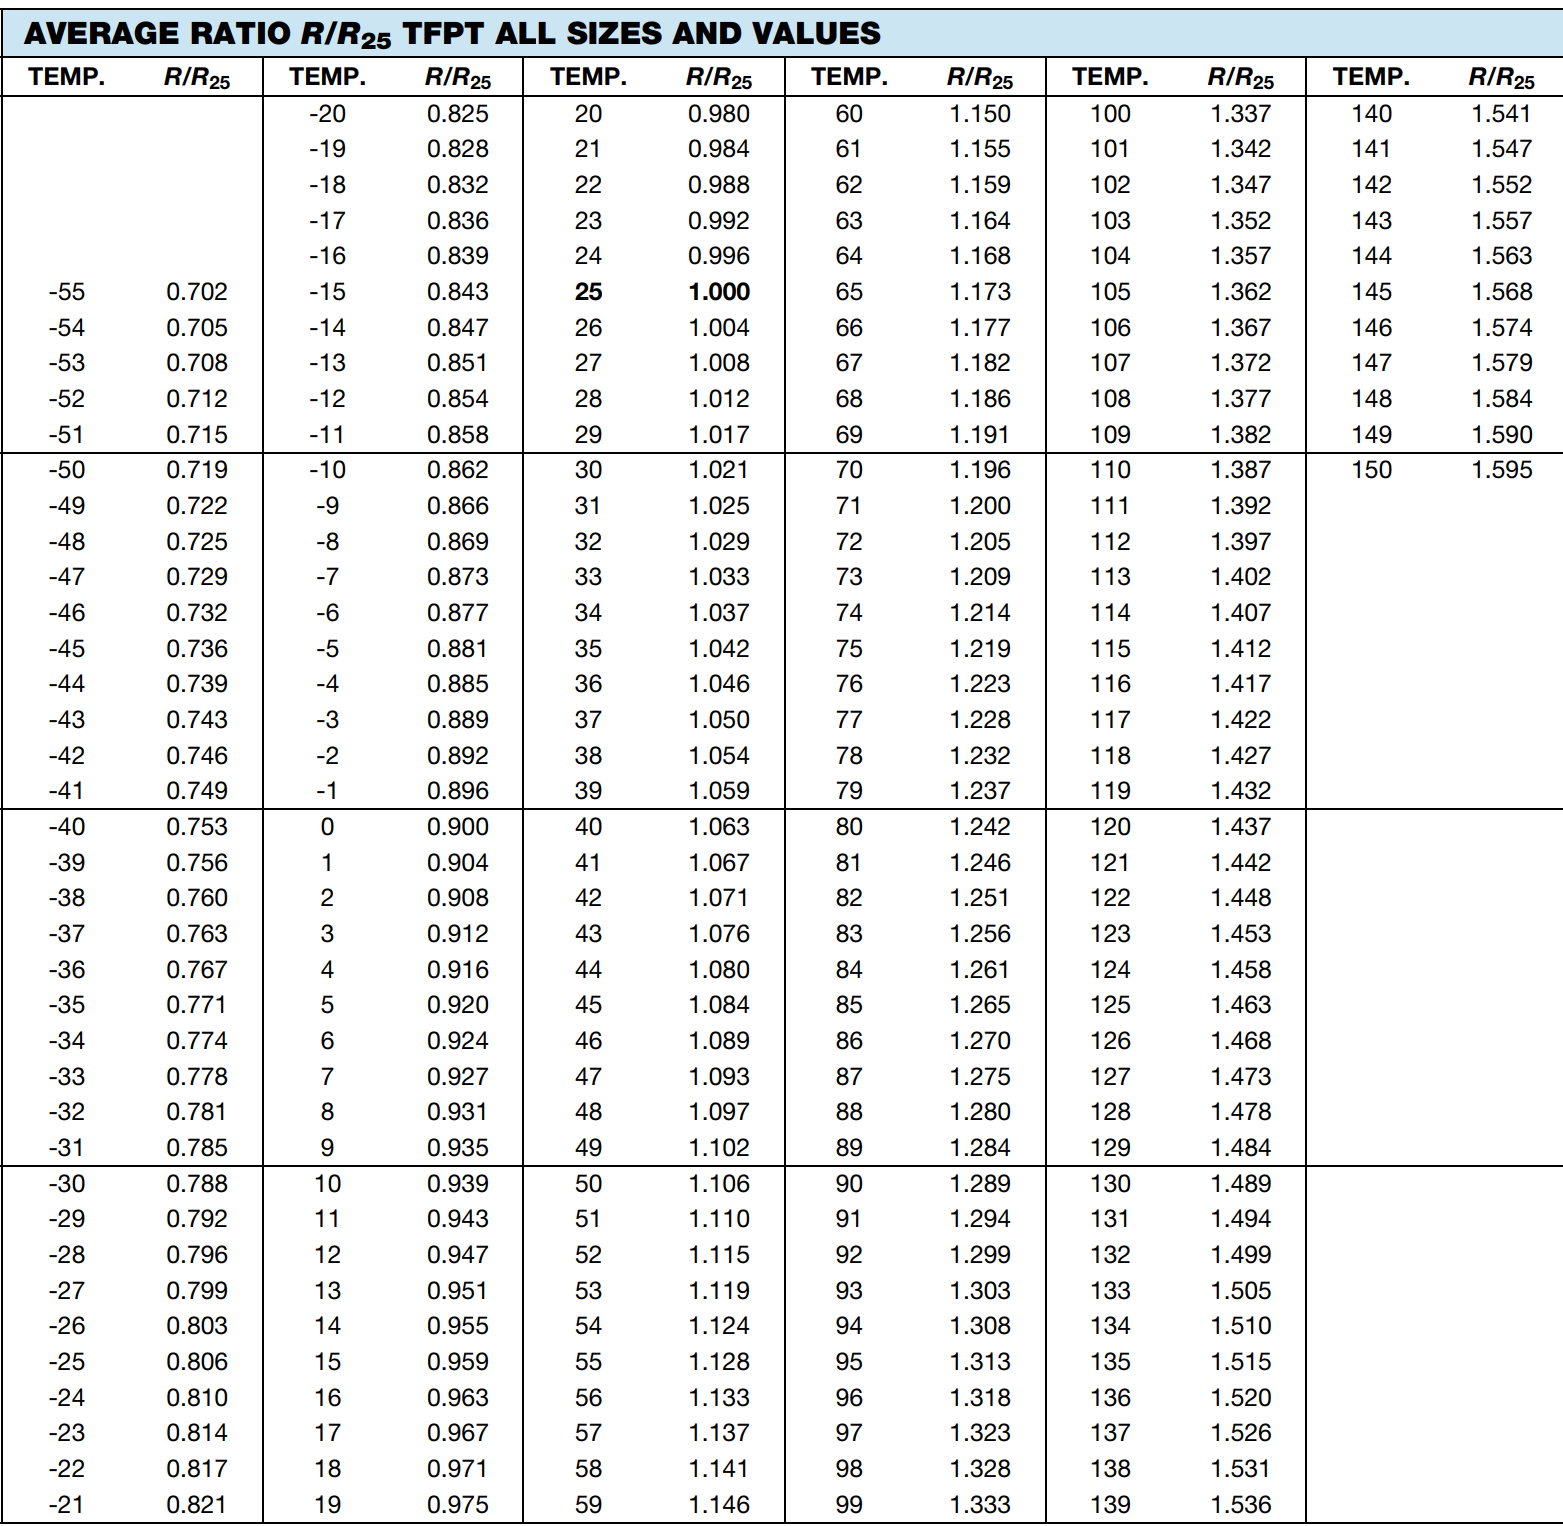 AVERAGE RATIO R/R25 TFPT ALL SIZES AND VALUES
TEMP. R/R25 TEMP. R/R25 TEMP. R/R25 TEMP. R/R25 TEMP. R/R25 TEMP. R/R25
-20 0.825 20 0.980 60 1.150 100 1.337 140 1.541
-19 0.828 21 0.984 61 1.155 101 1.342 141 1.547
-18 0.832 22 0.988 62 1.159 102 1.347 142 1.552
-17 0.836 23 0.992 63 1.164 103 1.352 143 1.557
-16 0.839 24 0.996 64 1.168 104 1.357 144 1.563
-55 0.702 -15 0.843 25 1.000 65 1.173 105 1.362 145 1.568
-54 0.705 -14 0.847 26 1.004 66 1.177 106 1.367 146 1.574
-53 0.708 -13 0.851 27 1.008 67 1.182 107 1.372 147 1.579
-52 0.712 -12 0.854 28 1.012 68 1.186 108 1.377 148 1.584
-51 0.715 -11 0.858 29 1.017 69 1.191 109 1.382 149 1.590
-50 0.719 -10 0.862 30 1.021 70 1.196 110 1.387 150 1.595
-49 0.722 -9 0.866 31 1.025 71 1.200 111 1.392
-48 0.725 -8 0.869 32 1.029 72 1.205 112 1.397
-47 0.729 -7 0.873 33 1.033 73 1.209 113 1.402
-46 0.732 -6 0.877 34 1.037 74 1.214 114 1.407
-45 0.736 -5 0.881 35 1.042 75 1.219 115 1.412
-44 0.739 -4 0.885 36 1.046 76 1.223 116 1.417
-43 0.743 -3 0.889 37 1.050 77 1.228 117 1.422
-42 0.746 -2 0.892 38 1.054 78 1.232 118 1.427
-41 0.749 -1 0.896 39 1.059 79 1.237 119 1.432
-40 0.753 0 0.900 40 1.063 80 1.242 120 1.437
-39 0.756 1 0.904 41 1.067 81 1.246 121 1.442
-38 0.760 2 0.908 42 1.071 82 1.251 122 1.448
-37 0.763 3 0.912 43 1.076 83 1.256 123 1.453
-36 0.767 4 0.916 44 1.080 84 1.261 124 1.458
-35 0.771 5 0.920 45 1.084 85 1.265 125 1.463
-34 0.774 6 0.924 46 1.089 86 1.270 126 1.468
-33 0.778 7 0.927 47 1.093 87 1.275 127 1.473
-32 0.781 8 0.931 48 1.097 88 1.280 128 1.478
-31 0.785 9 0.935 49 1.102 89 1.284 129 1.484
-30 0.788 10 0.939 50 1.106 90 1.289 130 1.489
-29 0.792 11 0.943 51 1.110 91 1.294 131 1.494
-28 0.796 12 0.947 52 1.115 92 1.299 132 1.499
-27 0.799 13 0.951 53 1.119 93 1.303 133 1.505
-26 0.803 14 0.955 54 1.124 94 1.308 134 1.510
-25 0.806 15 0.959 55 1.128 95 1.313 135 1.515
-24 0.810 16 0.963 56 1.133 96 1.318 136 1.520
-23 0.814 17 0.967 57 1.137 97 1.323 137 1.526
-22 0.817 18 0.971 58 1.141 98 1.328 138 1.531
-21 0.821 19 0.975 59 1.146 99 1.333 139 1.536